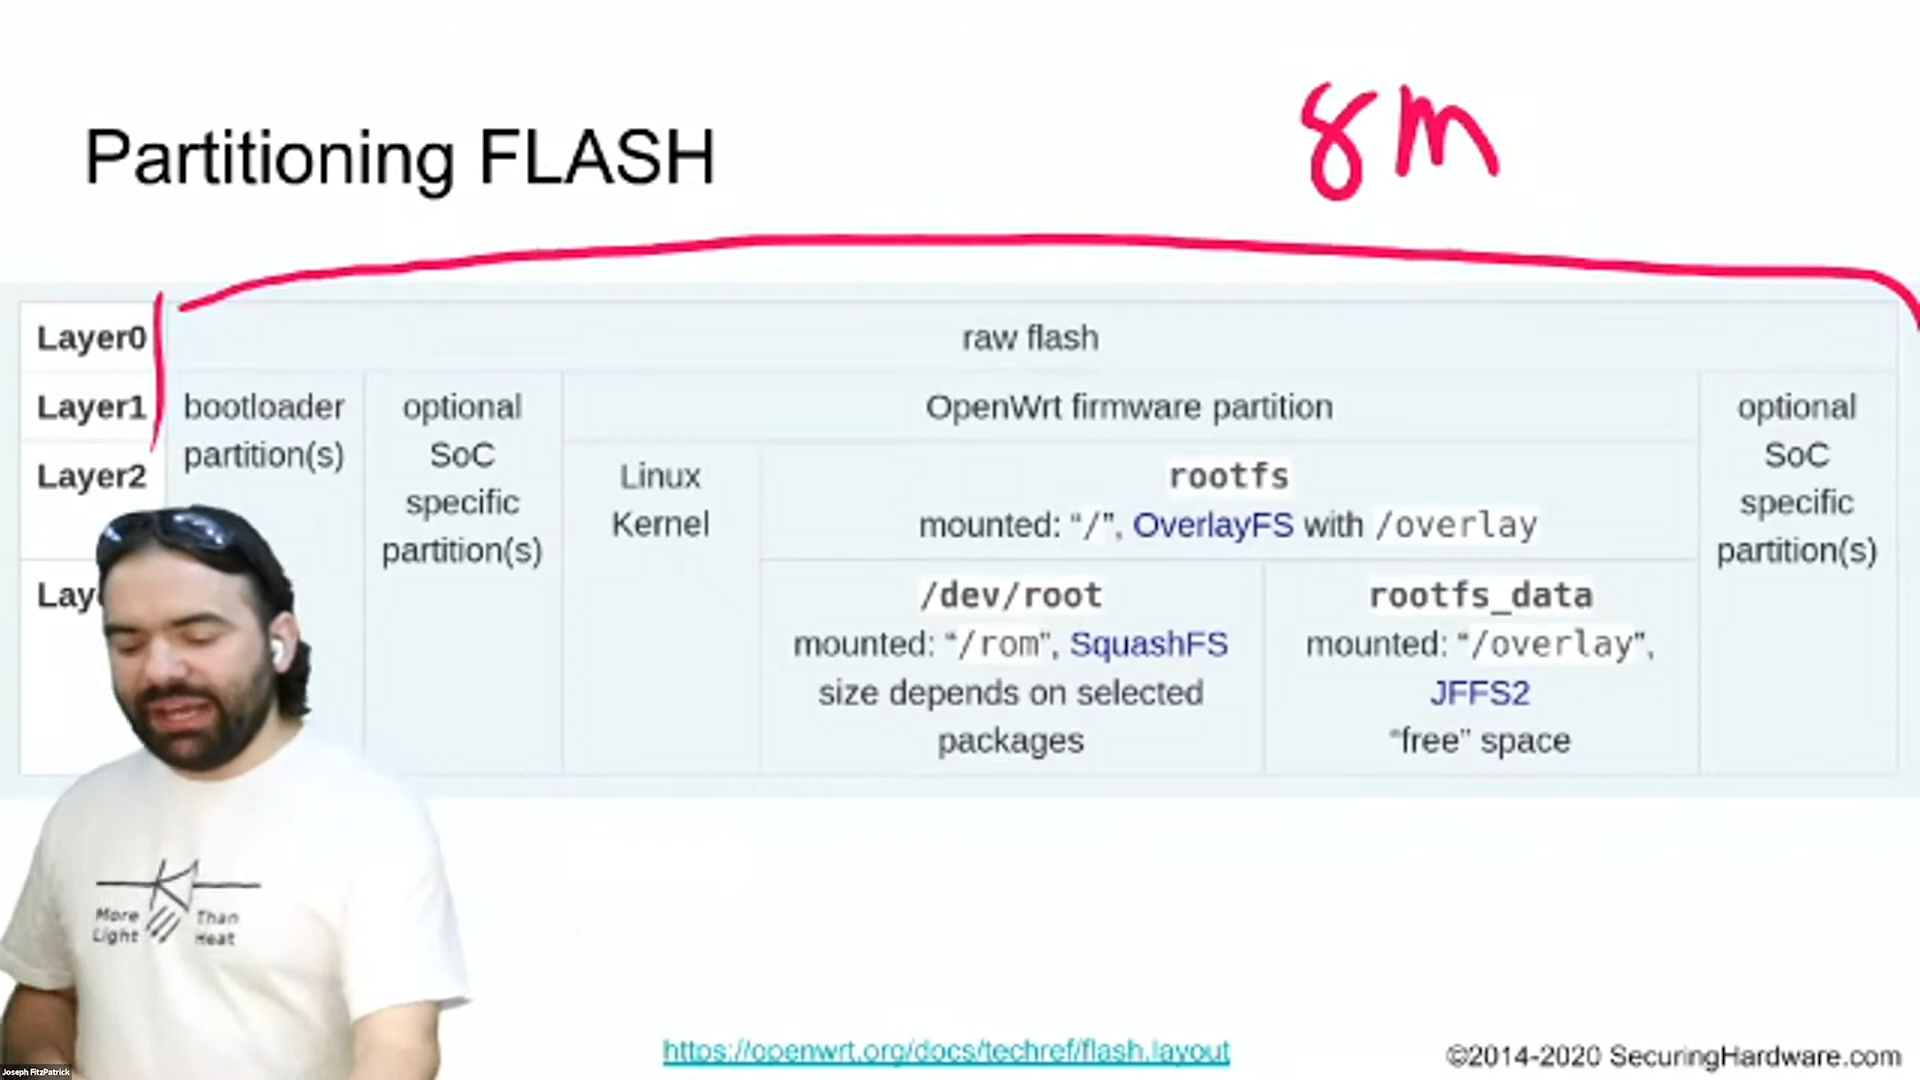 8m
Partitioning FLASH
Layer0
raw flash
Layer1
bootloader
partition(s)
optional
SoC
specific
partition(s)
OpenWrt firmware partition
optional
SoC
specific
partition(s)
Layer2
Linux
Kernel
rootfs
mounted: “/”, OverlayFS with /overlay
Lay
/dev/root
mounted: “/rom”, SquashFS
size depends on selected
packages
rootfs_data
mounted: “/overlay”,
JFFS2
“free” space
More Than
Light Heat
https://openwrt.org/docs/techref/flash.layout
©2014-2020 SecuringHardware.com
Joseph FitzPatrick